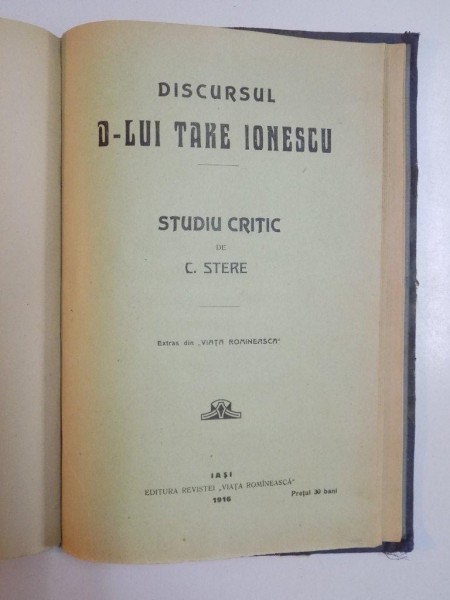 DISCURSUL
D-LUI TAKE IONESCU
STUDIU CRITIC
DE
C. STERE
Extras din „VIAȚA ROMINEASCA"
IAȘI
EDITURA REVISTEI „VIAȚA ROMÎNEASCĂ"
1916
Prețul 30 bani